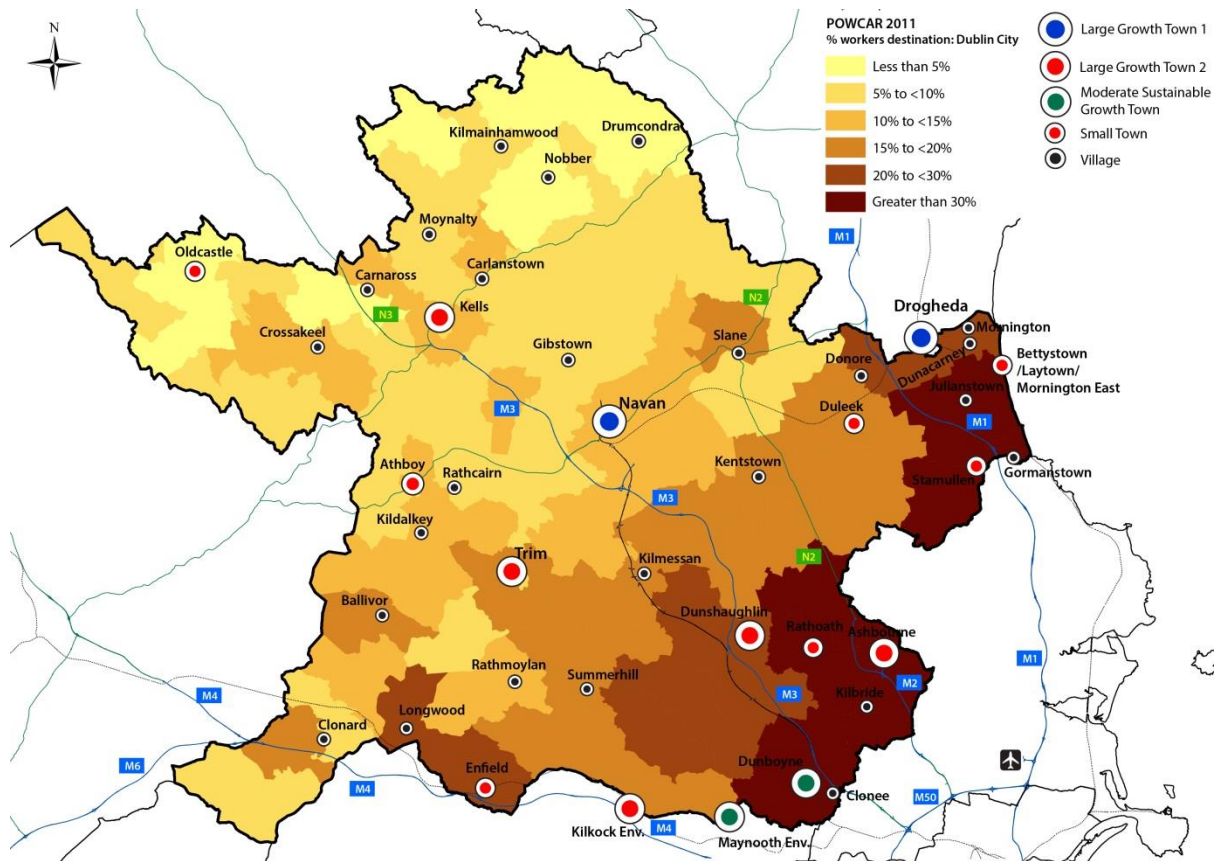 N
POWCAR 2011
% workers destination: Dublin City
Less than 5%
5% to <10%
10% to <15%
15% to <20%
20% to <30%
Greater than 30%
Large Growth Town 1
Large Growth Town 2
Moderate Sustainable
Growth Town
Small Town
Village
Drumcondra
Kilmainhamwood
Nobber
Moynalty
M1
Oldcastle
Carlanstown
Carnaross
N2
Kells
N3
Drogheda
Mornington
Crossakeel
Slane
Gibstown
Donore
Dunacarney
Bettystown
/Laytown/
Mornington East
Julianstown
M3
Navan
Duleek
M1
Athboy
Rathcairn
Kentstown
Gormanstown
Stamullen
M3
Kildalkey
Trim
Kilmessan
N2
Ballivor
Dunshaughlin
Rathoath
Ashbourne
M1
Rathmoylan
Summerhill
M2
M4
M3
Kilbride
Longwood
Clonard
M6
Enfield
Dunboyne
M4
Clonee
M50
Kilkock Env.
M4
Maynooth Env.